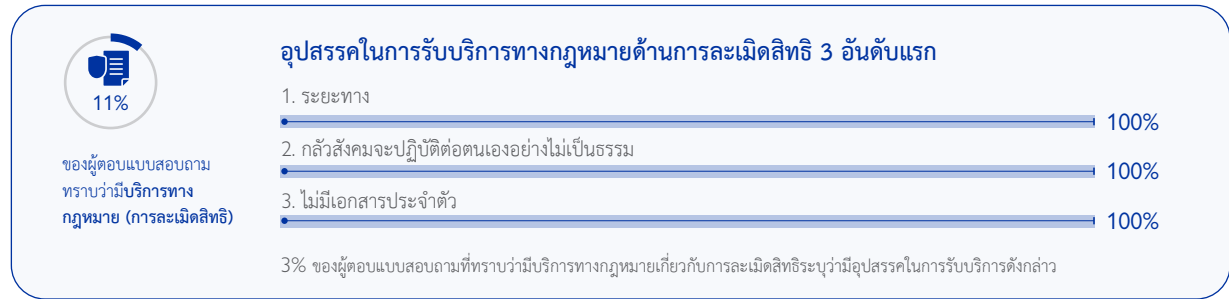 11%
ของผู้ตอบแบบสอบถาม
ทราบว่ามีบริการทาง
กฎหมาย (การละเมิดสิทธิ)
อุปสรรคในการรับบริการทางกฎหมายด้านการละเมิดสิทธิ 3 อันดับแรก
1. ระยะทาง
100%
2. กลัวสังคมจะปฏิบัติต่อตนเองอย่างไม่เป็นธรรม
100%
3. ไม่มีเอกสารประจำตัว
100%
3% ของผู้ตอบแบบสอบถามที่ทราบว่ามีบริการทางกฎหมายเกี่ยวกับการละเมิดสิทธิระบุว่ามีอุปสรรคในการรับบริการดังกล่าว